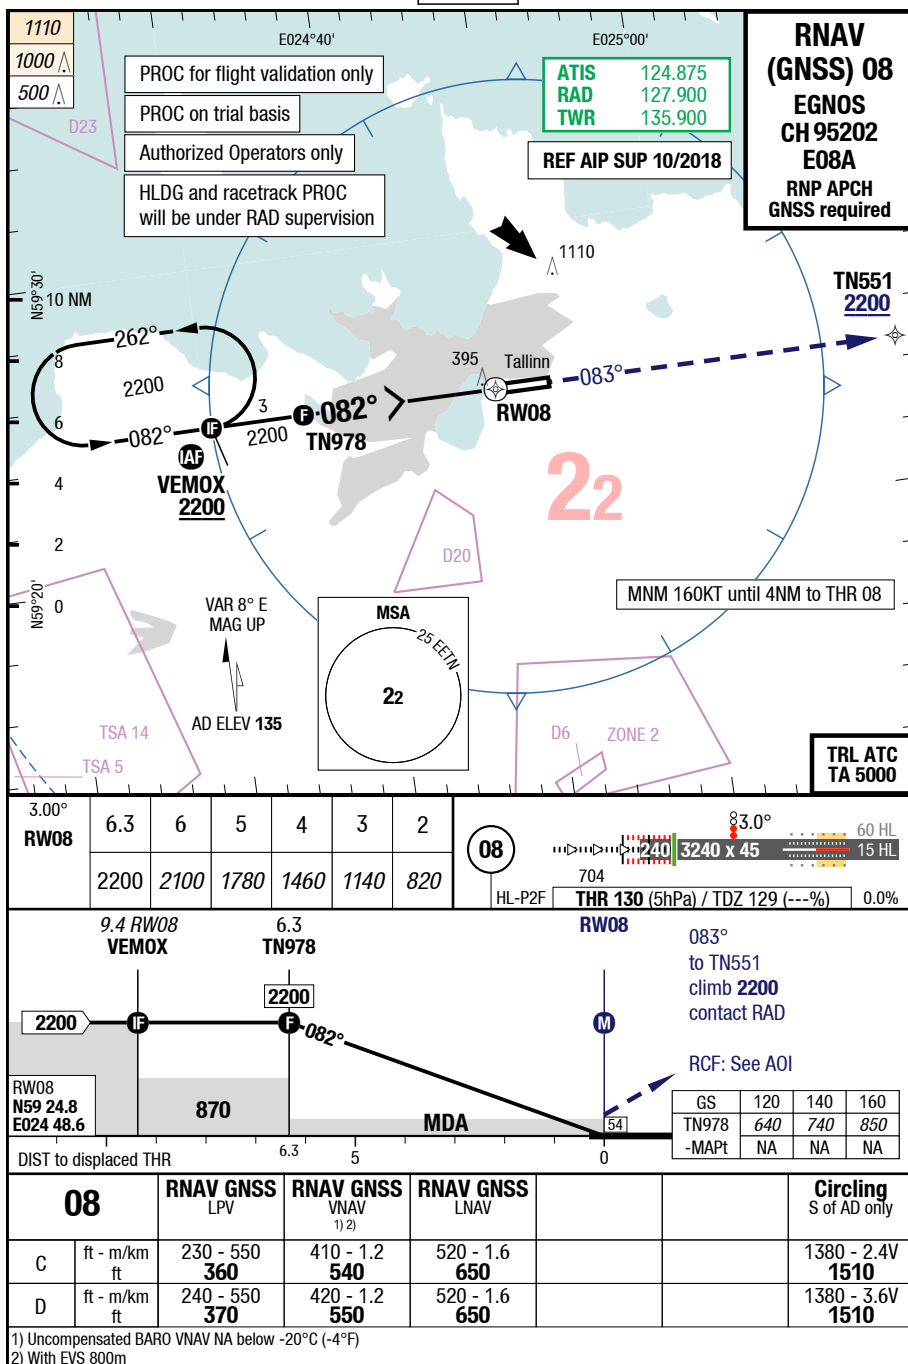 1110
1000
500
E024°40'
E025°00'
D23
PROC for flight validation only
PROC on trial basis
Authorized Operators only
HLDG and racetrack PROC
will be under RAD supervision
ATIS 124.875
RAD 127.900
TWR 135.900
REF AIP SUP 10/2018
RNAV
(GNSS) 08
EGNOS
CH 95202
E08A
RNP APCH
GNSS required
1110
N59°30'
10 NM
8
6
4
2
0
N59°20'
TN551
2200
262°
2200
082°
IF
IAF
VEMOX
2200
3
2200
F
TN978
082°
395
Tallinn
RW08
083°
22
D20
MNM 160KT until 4NM to THR 08
VAR 8° E
MAG UP
AD ELEV 135
MSA
25 EETN
22
TSA 14
TSA 5
D6
ZONE 2
TRL ATC
TA 5000
3.00°
RW08
6.3 6 5 4 3 2
2200 2100 1780 1460 1140 820
08
HL-P2F
704
240
3240 x 45
3.0°
60 HL
15 HL
THR 130 (5hPa) / TDZ 129 (---%)
0.0%
9.4 RW08
VEMOX
6.3
TN978
RW08
083°
to TN551
climb 2200
contact RAD
2200
2200
IF
F
082°
M
RCF: See AOI
RW08
N59 24.8
E024 48.6
870
MDA
54
DIST to displaced THR
6.3
5
0
GS 120 140 160
TN978 640 740 850
-MAPt NA NA NA
08
RNAV GNSS
LPV
RNAV GNSS
VNAV
1) 2)
RNAV GNSS
LNAV
Circling
S of AD only
C ft - m/km 230 - 550 410 - 1.2 520 - 1.6 1380 - 2.4V
ft 360 540 650 1510
D ft - m/km 240 - 550 420 - 1.2 520 - 1.6 1380 - 3.6V
ft 370 550 650 1510
1) Uncompensated BARO VNAV NA below -20°C (-4°F)
2) With EVS 800m